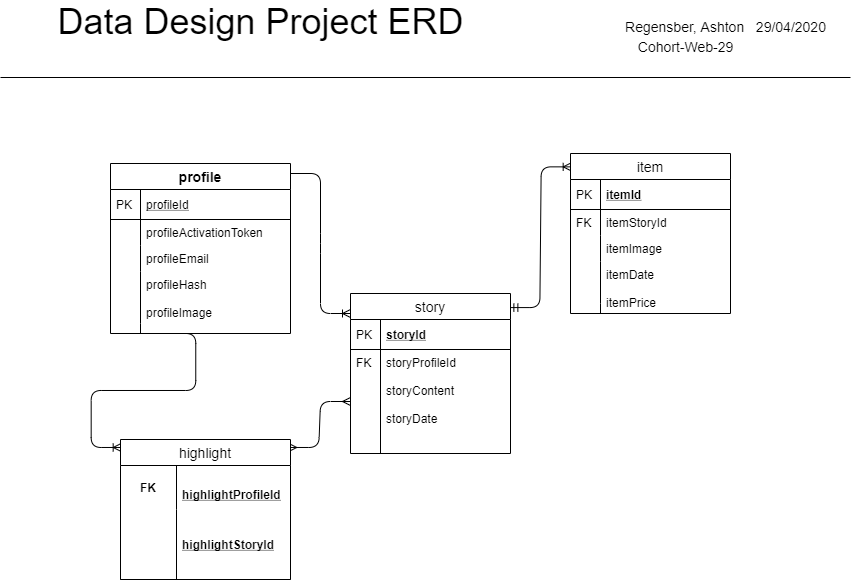 Data Design Project ERD
Regensber, Ashton 29/04/2020
Cohort-Web-29
profile
PK profileId
profileActivationToken
profileEmail
profileHash
profileImage
item
PK itemId
FK itemStoryId
itemImage
itemDate
itemPrice
story
PK storyId
FK storyProfileId
storyContent
storyDate
highlight
FK highlightProfileId
highlightStoryId